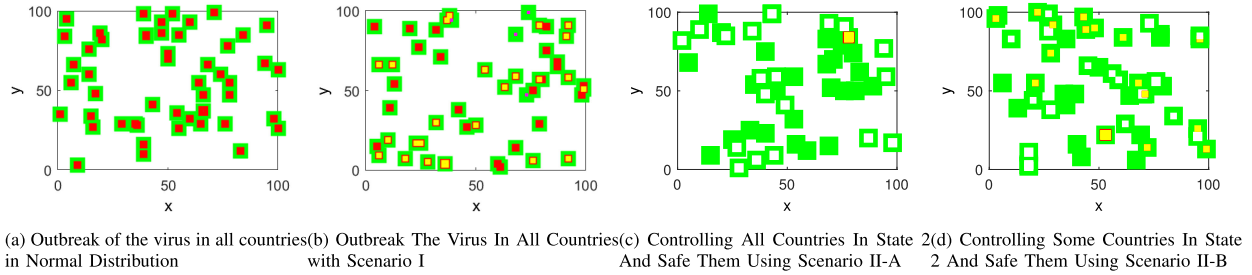 100
y
50
0
0
50
100
x
100
y
50
0
0
50
100
x
100
y
50
0
0
50
100
x
100
y
50
0
0
50
100
x
(a) Outbreak of the virus in all countries
in Normal Distribution
(b) Outbreak The Virus In All Countries
with Scenario I
(c) Controlling All Countries In State 2
And Safe Them Using Scenario II-A
(d) Controlling Some Countries In State
2 And Safe Them Using Scenario II-B